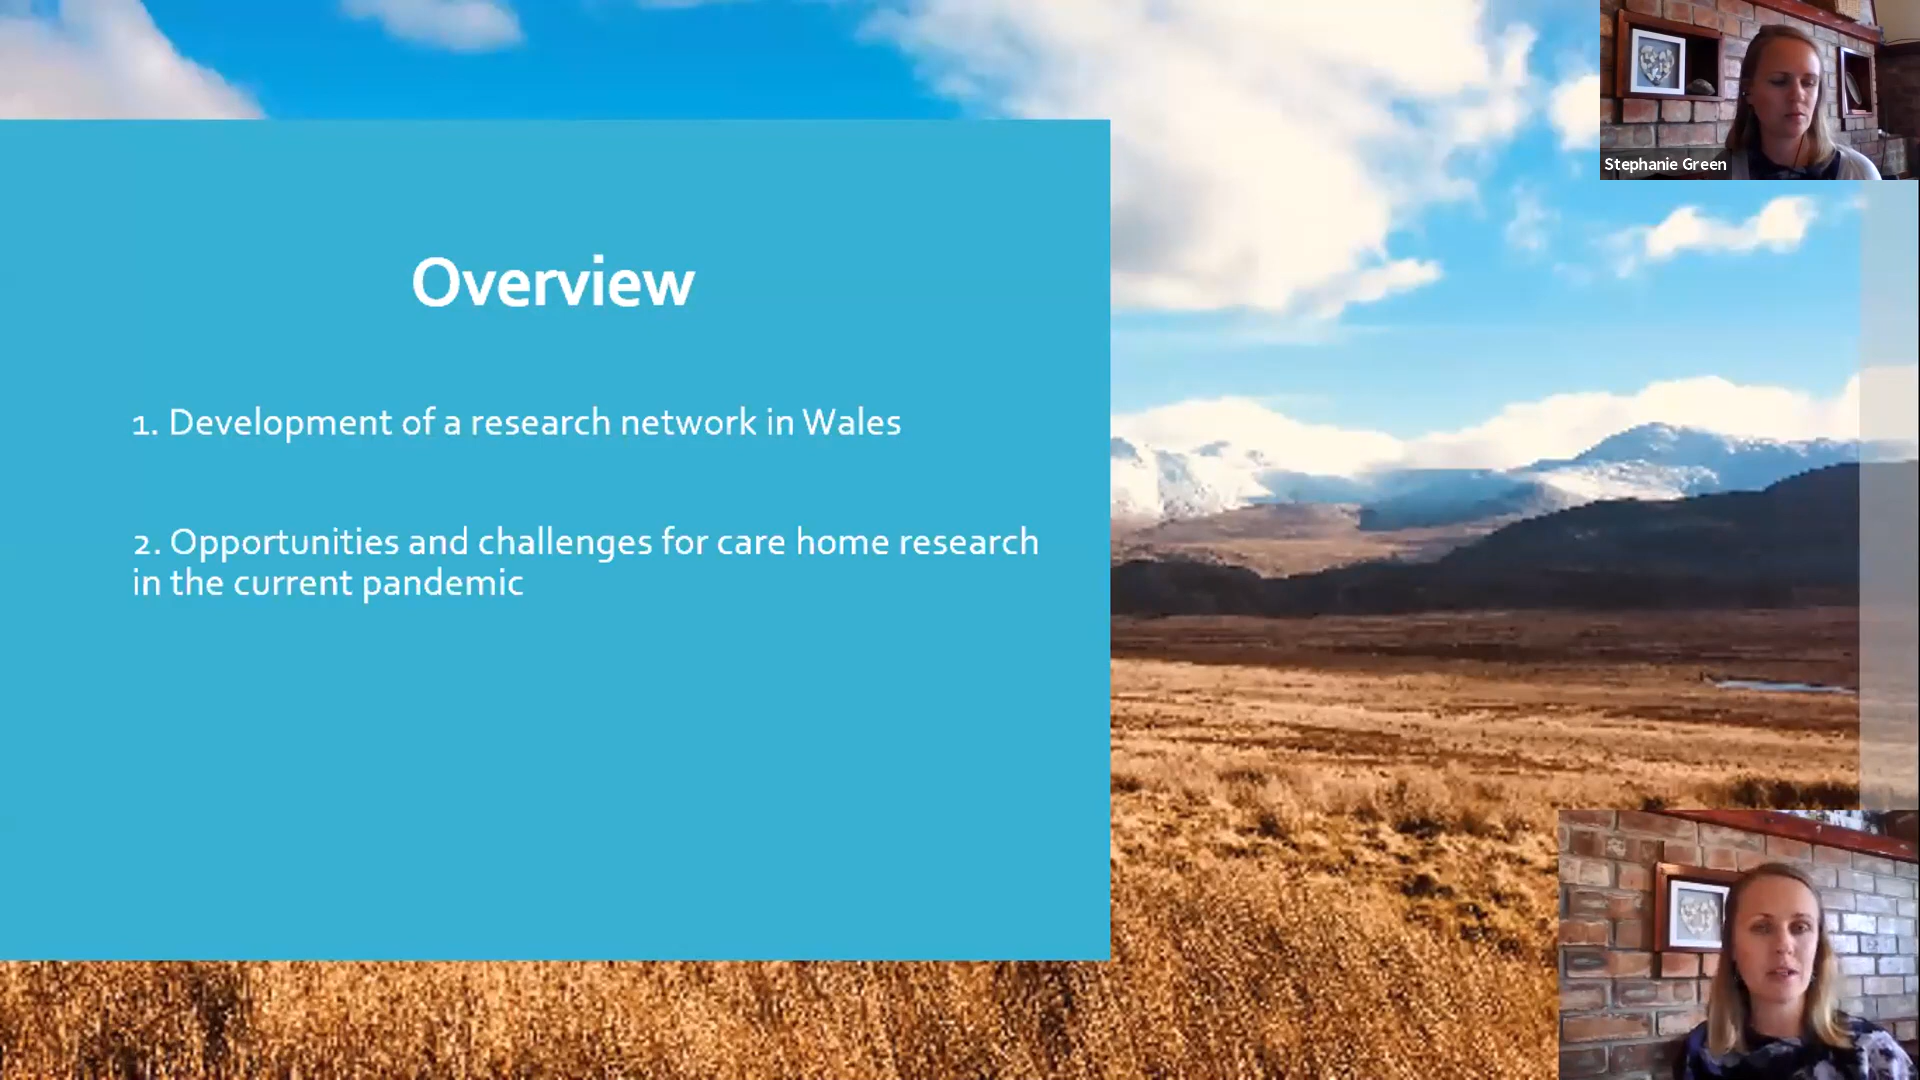 Stephanie Green
Overview
1. Development of a research network in Wales
2. Opportunities and challenges for care home research
in the current pandemic